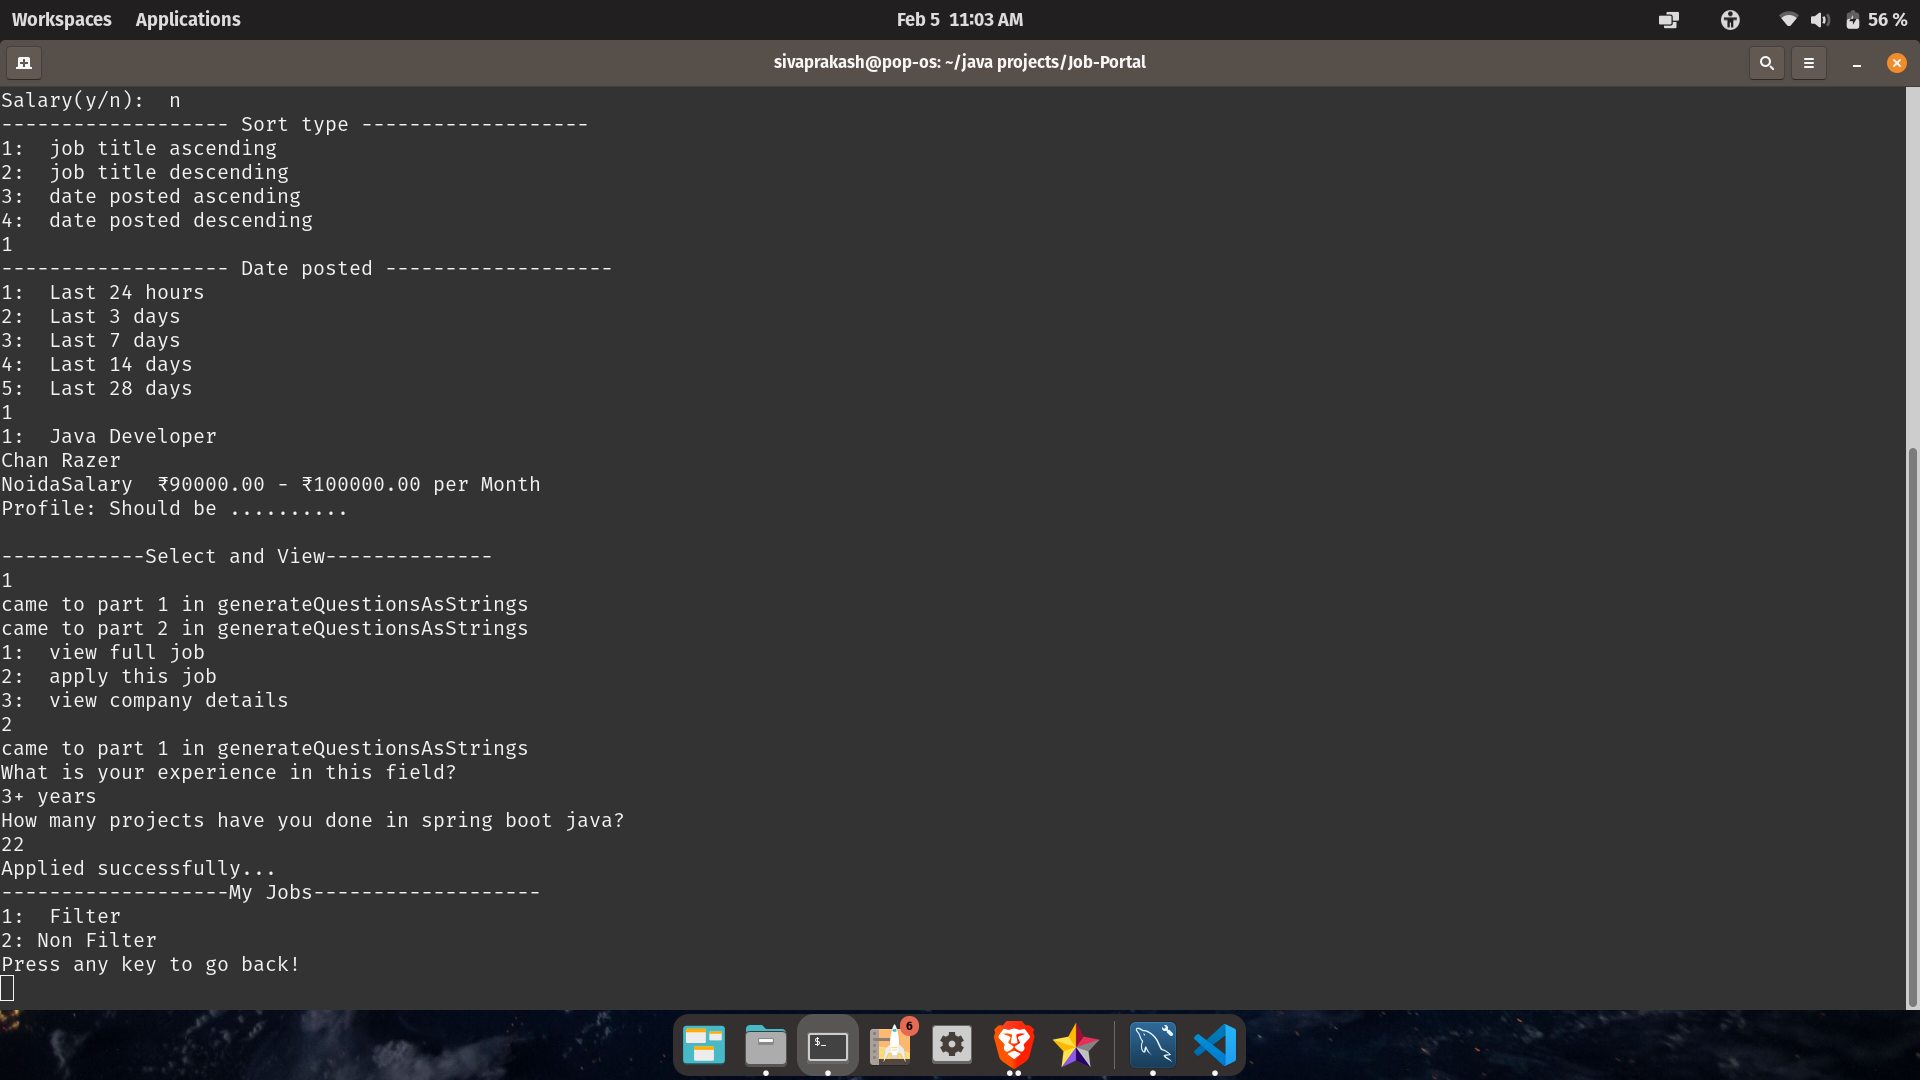 Workspaces Applications Feb 5 11:03 AM 56 %
sivaprakash@pop-os: ~/java projects/Job-Portal
Salary(y/n):  n
------------------- Sort type -------------------
1:  job title ascending
2:  job title descending
3:  date posted ascending
4:  date posted descending
1
------------------- Date posted -------------------
1:  Last 24 hours
2:  Last 3 days
3:  Last 7 days
4:  Last 14 days
5:  Last 28 days
1
1:  Java Developer
Chan Razer
NoidaSalary  ₹90000.00 - ₹100000.00 per Month
Profile: Should be ..........
------------Select and View--------------
1
came to part 1 in generateQuestionsAsStrings
came to part 2 in generateQuestionsAsStrings
1:  view full job
2:  apply this job
3:  view company details
2
came to part 1 in generateQuestionsAsStrings
What is your experience in this field?
3+ years
How many projects have you done in spring boot java?
22
Applied successfully...
-------------------My Jobs-------------------
1:  Filter
2: Non Filter
Press any key to go back!
$_
6